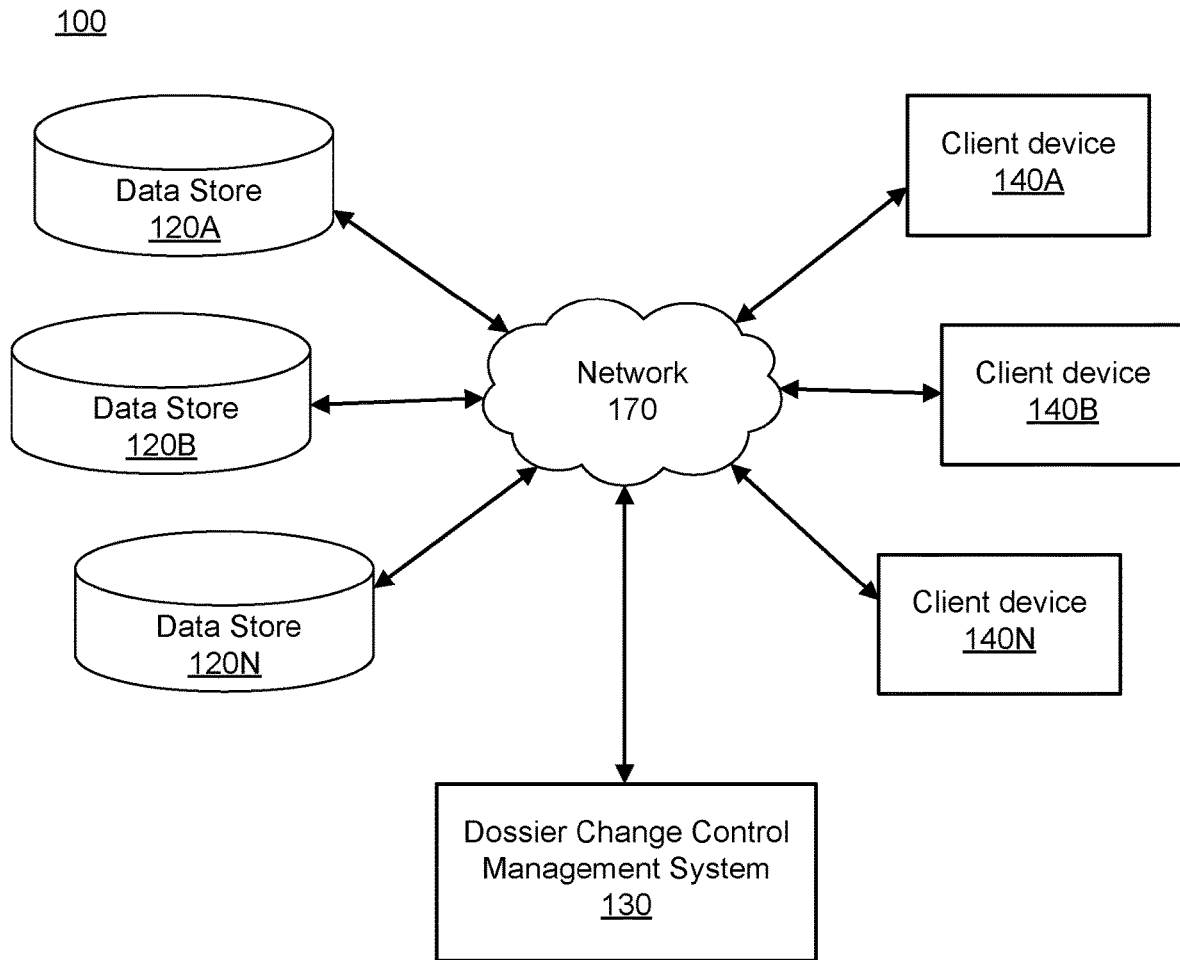 100
Data Store
120A
Client device
140A
Data Store
120B
Network
170
Client device
140B
Data Store
120N
Client device
140N
Dossier Change Control
Management System
130